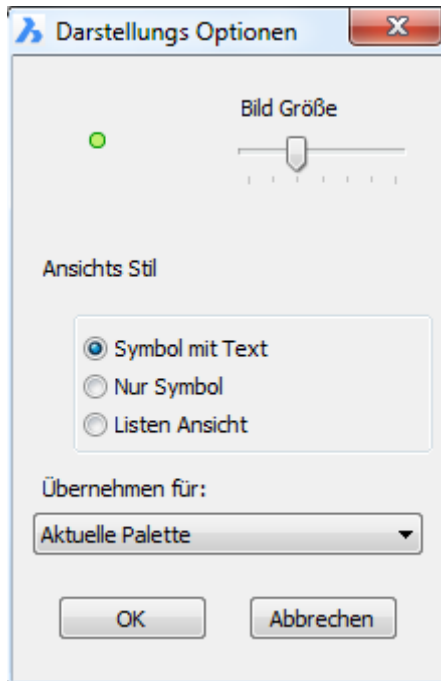 Darstellungs Optionen
Bild Größe
Ansichts Stil
Symbol mit Text
Nur Symbol
Listen Ansicht
Übernehmen für:
Aktuelle Palette
OK
Abbrechen